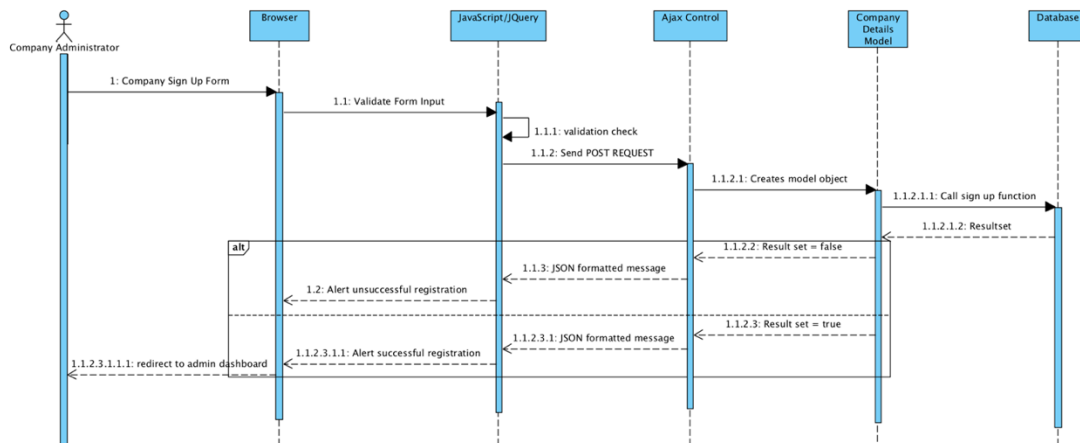 Company Administrator
Browser
JavaScript/JQuery
Ajax Control
Company
Details
Model
Database
1: Company Sign Up Form
1.1: Validate Form Input
1.1.1: validation check
1.1.2: Send POST REQUEST
1.1.2.1: Creates model object
1.1.2.1.1: Call sign up function
1.1.2.1.2: Resultset
alt
1.1.2.2: Result set = false
1.1.3: JSON formatted message
1.2: Alert unsuccessful registration
1.1.2.3: Result set = true
1.1.2.3.1: JSON formatted message
1.1.2.3.1.1: Alert successful registration
1.1.2.3.1.1.1: redirect to admin dashboard